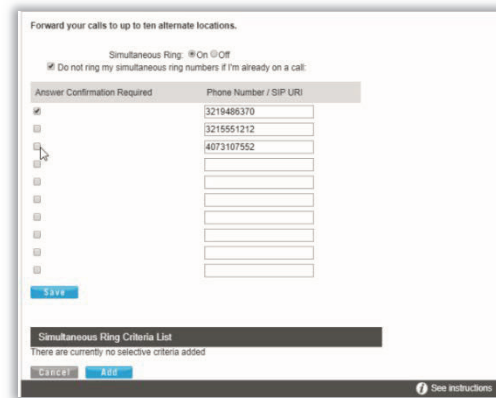 Forward your calls to up to ten alternate locations.
Simultaneous Ring: On Off
Do not ring my simultaneous ring numbers if I'm already on a call:
Answer Confirmation Required Phone Number / SIP URI
3219486370
3215551212
4073107552
Save
Simultaneous Ring Criteria List
There are currently no selective criteria added
Cancel Add
i See instructions